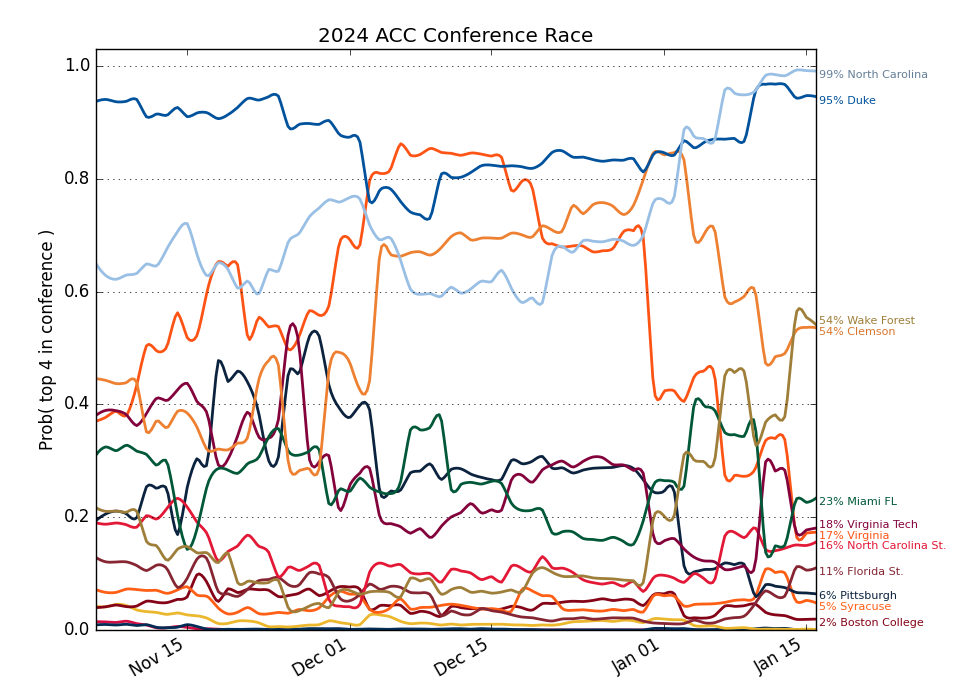 2024 ACC Conference Race
Prob( top 4 in conference )
1.0
0.8
0.6
0.4
0.2
0.0
Nov 15
Dec 01
Dec 15
Jan 01
Jan 15
99% North Carolina
95% Duke
54% Wake Forest
54% Clemson
23% Miami FL
18% Virginia Tech
17% Virginia
16% North Carolina St.
11% Florida St.
6% Pittsburgh
5% Syracuse
2% Boston College